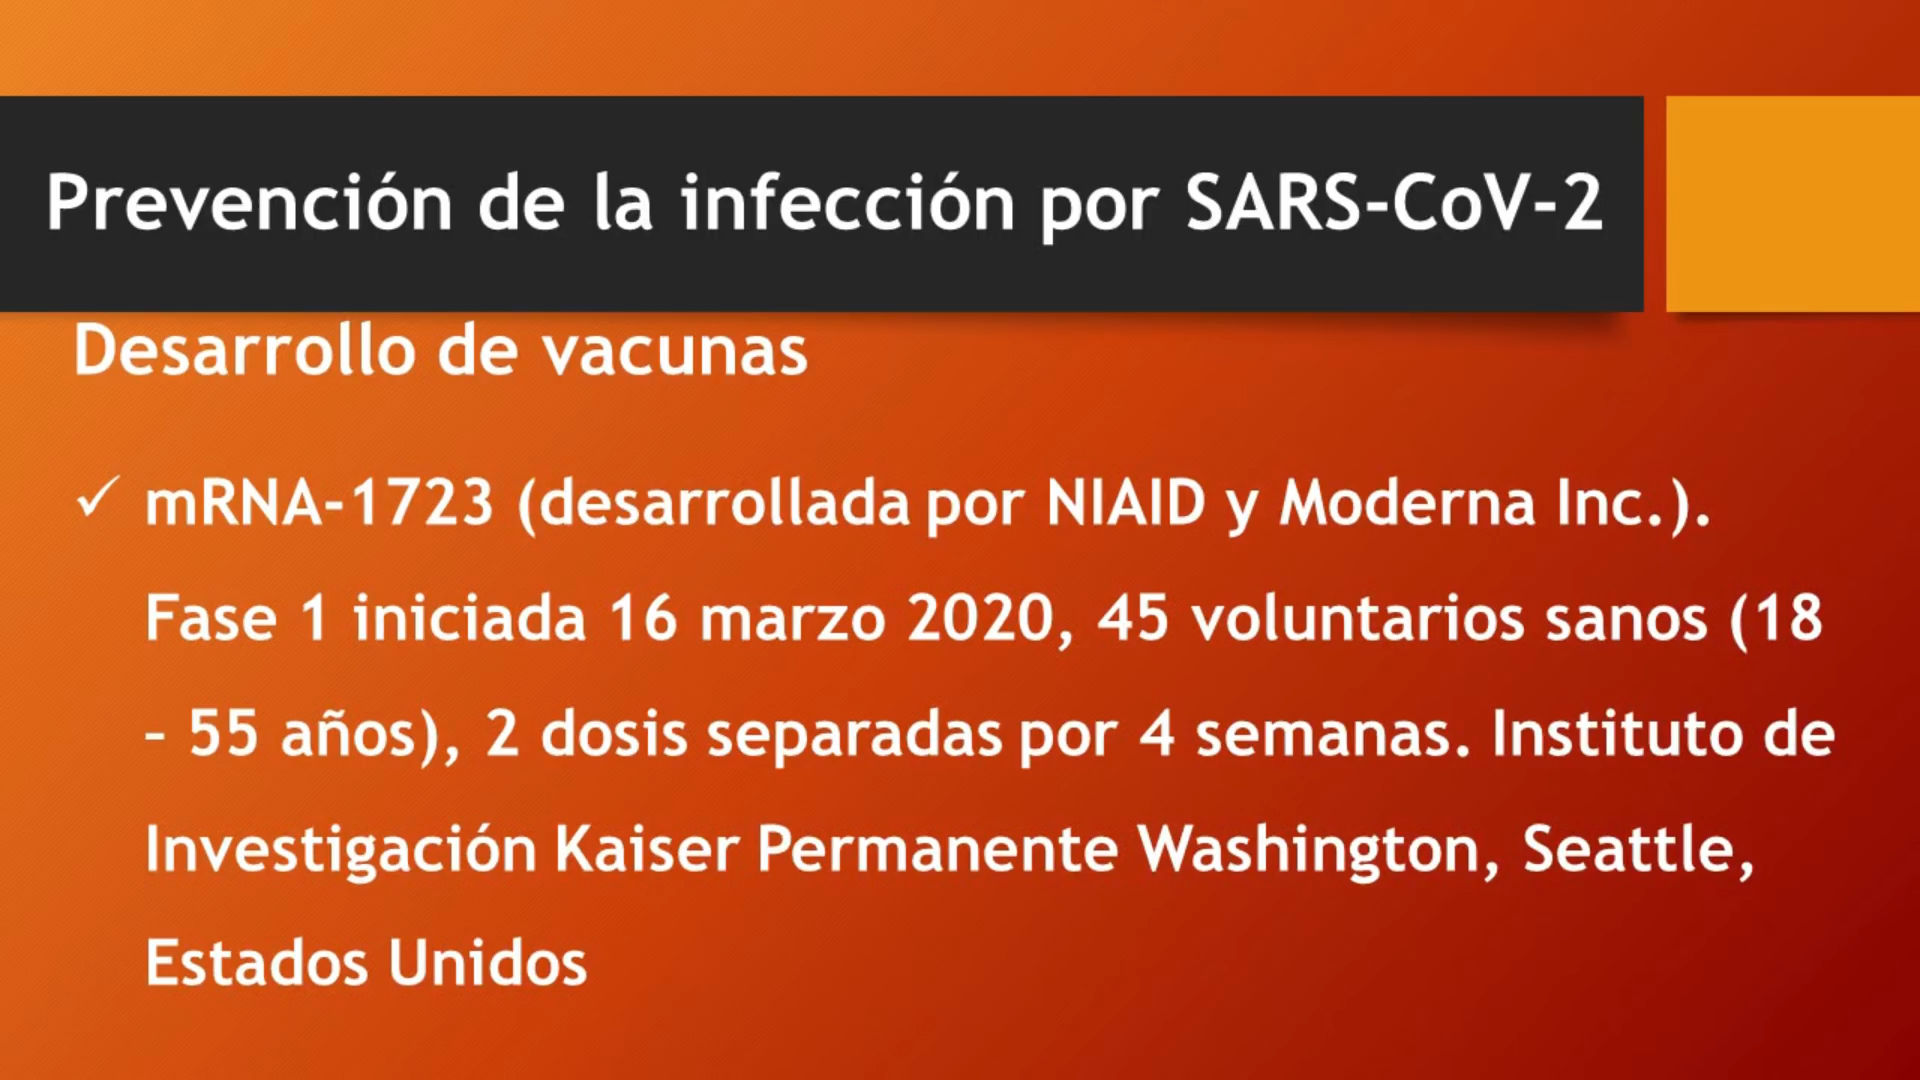 Prevención de la infección por SARS-CoV-2
Desarrollo de vacunas
✓ mRNA-1723 (desarrollada por NIAID y Moderna Inc.).
Fase 1 iniciada 16 marzo 2020, 45 voluntarios sanos (18
– 55 años), 2 dosis separadas por 4 semanas. Instituto de
Investigación Kaiser Permanente Washington, Seattle,
Estados Unidos